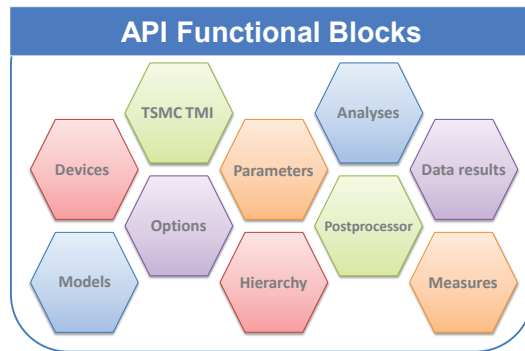 API Functional Blocks
TSMC TMI
Analyses
Devices
Parameters
Data results
Options
Postprocessor
Models
Hierarchy
Measures